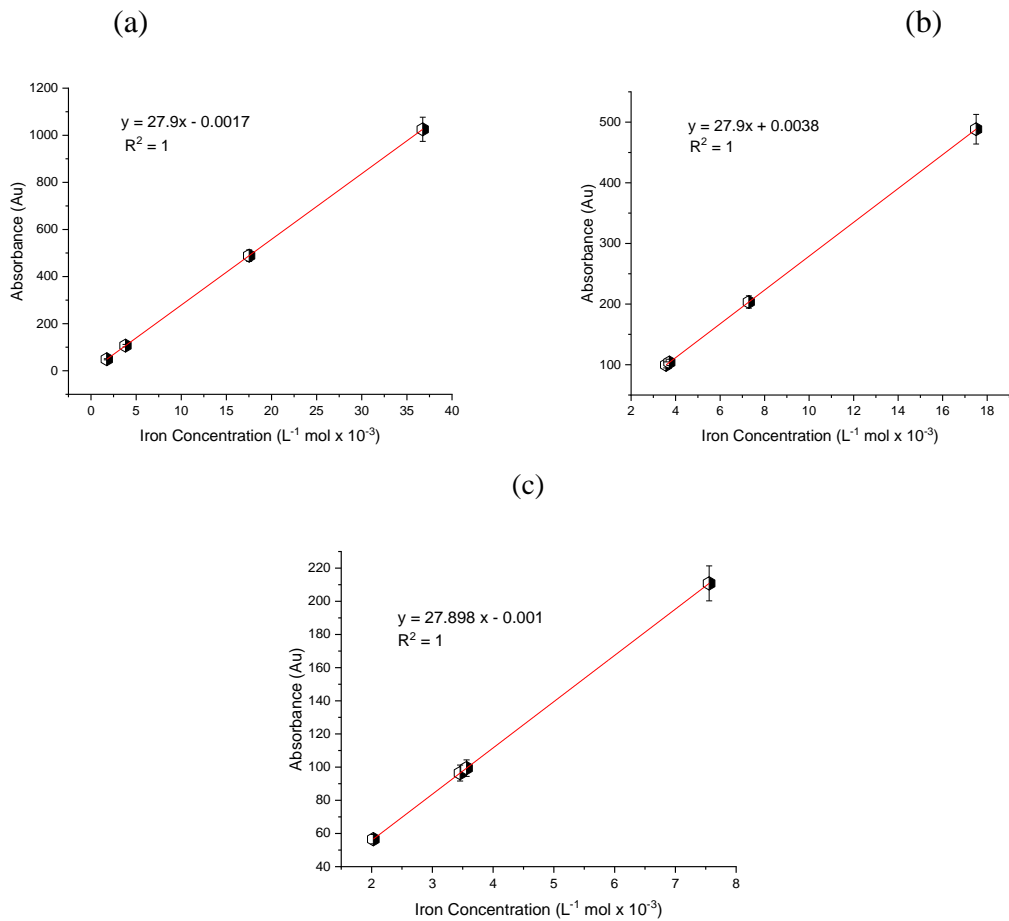 (a)
(b)
1200
1000
800
600
400
200
0
Absorbance (Au)
y = 27.9x - 0.0017
R² = 1
0 5 10 15 20 25 30 35 40
Iron Concentration (L⁻¹ mol x 10⁻³)
500
400
300
200
100
Absorbance (Au)
y = 27.9x + 0.0038
R² = 1
2 4 6 8 10 12 14 16 18
Iron Concentration (L⁻¹ mol x 10⁻³)
(c)
220
200
180
160
140
120
100
80
60
40
Absorbance (Au)
y = 27.898 x - 0.001
R² = 1
2 3 4 5 6 7 8
Iron Concentration (L⁻¹ mol x 10⁻³)